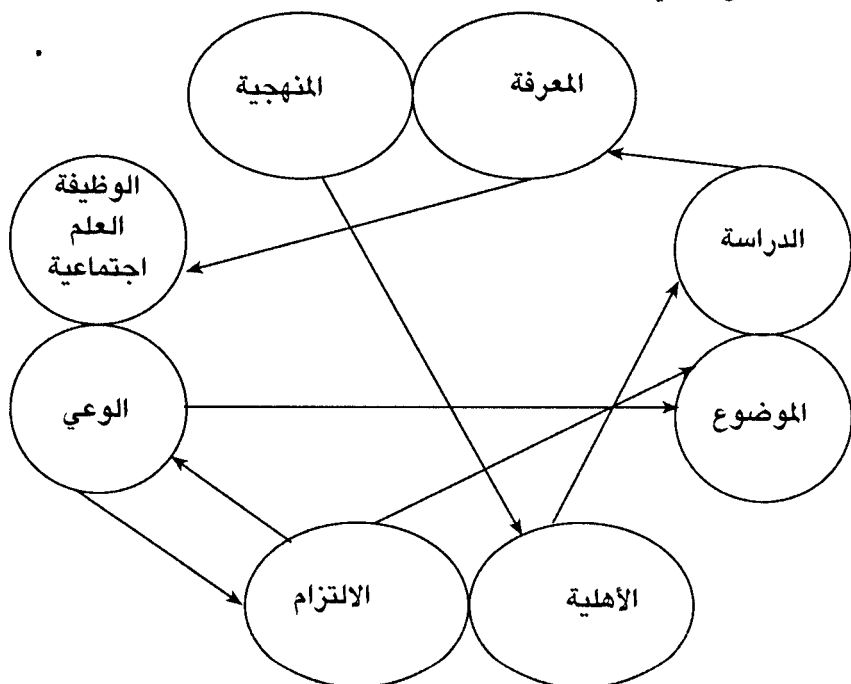 المعرفة
المنهجية
الوظيفة
العلم
اجتماعية
الدراسة
الموضوع
الوعي
الأهلية
الالتزام